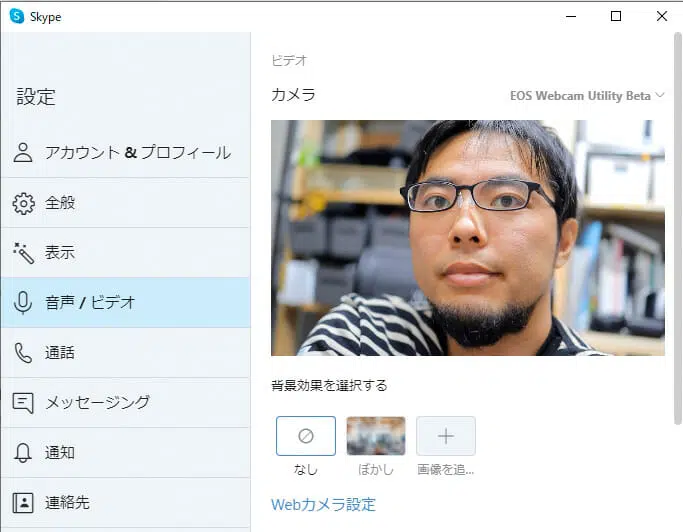 Skype
設定
アカウント & プロフィール
全般
表示
音声 / ビデオ
通話
メッセージング
通知
連絡先
ビデオ
カメラ
EOS Webcam Utility Beta
背景効果を選択する
なし
ぼかし
画像を追...
Webカメラ設定